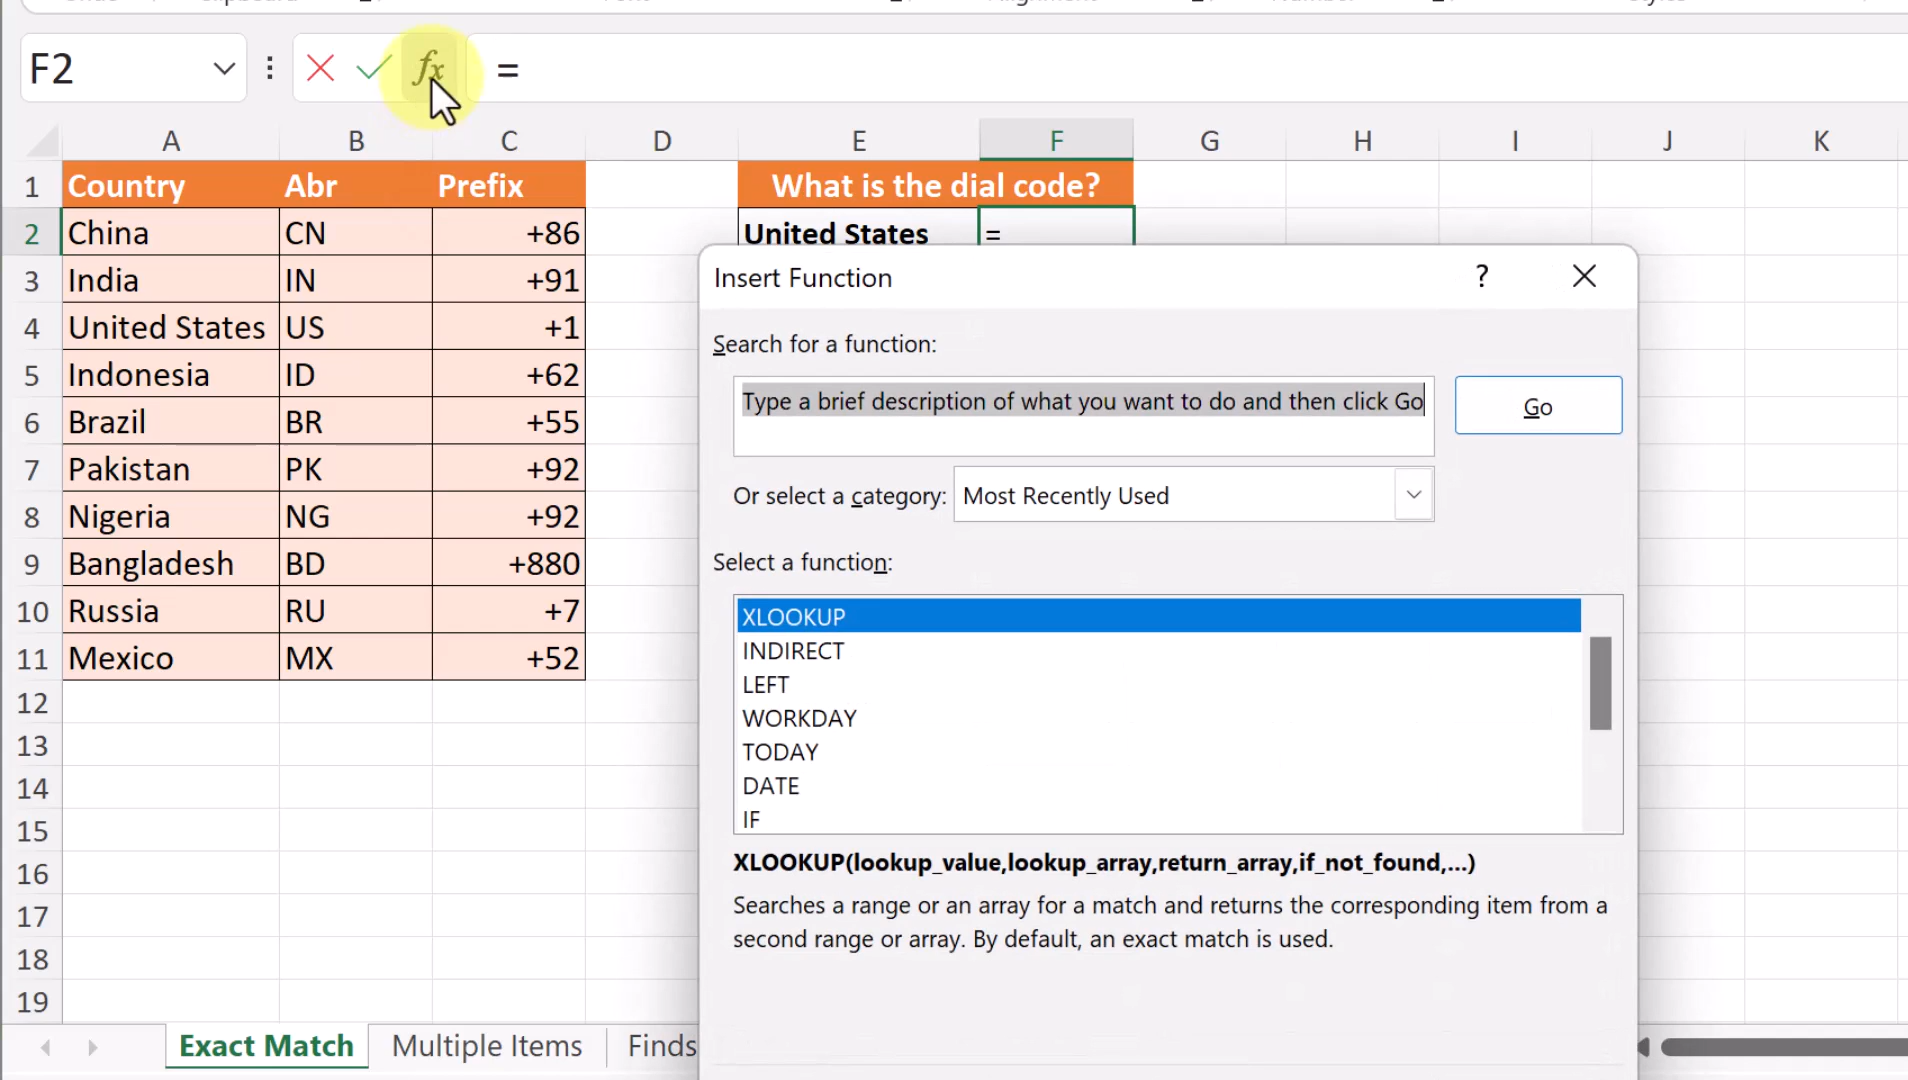 F2
fx
=
A B C D E F G H I J K
1 Country Abr Prefix What is the dial code?
2 China CN +86 United States =
3 India IN +91
4 United States US +1
5 Indonesia ID +62
6 Brazil BR +55
7 Pakistan PK +92
8 Nigeria NG +92
9 Bangladesh BD +880
10 Russia RU +7
11 Mexico MX +52
12
13
14
15
16
17
18
19
Insert Function ?
Search for a function:
Type a brief description of what you want to do and then click Go
Go
Or select a category: Most Recently Used
Select a function:
XLOOKUP
INDIRECT
LEFT
WORKDAY
TODAY
DATE
IF
XLOOKUP(lookup_value,lookup_array,return_array,if_not_found,...)
Searches a range or an array for a match and returns the corresponding item from a
second range or array. By default, an exact match is used.
Exact Match Multiple Items Finds